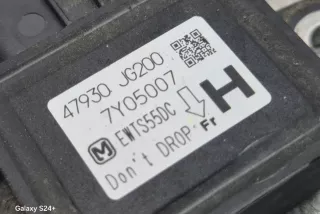 47930 JG200
7Y05007
M EWTS55DC
H
Don't DROP
Fr
Galaxy S24+